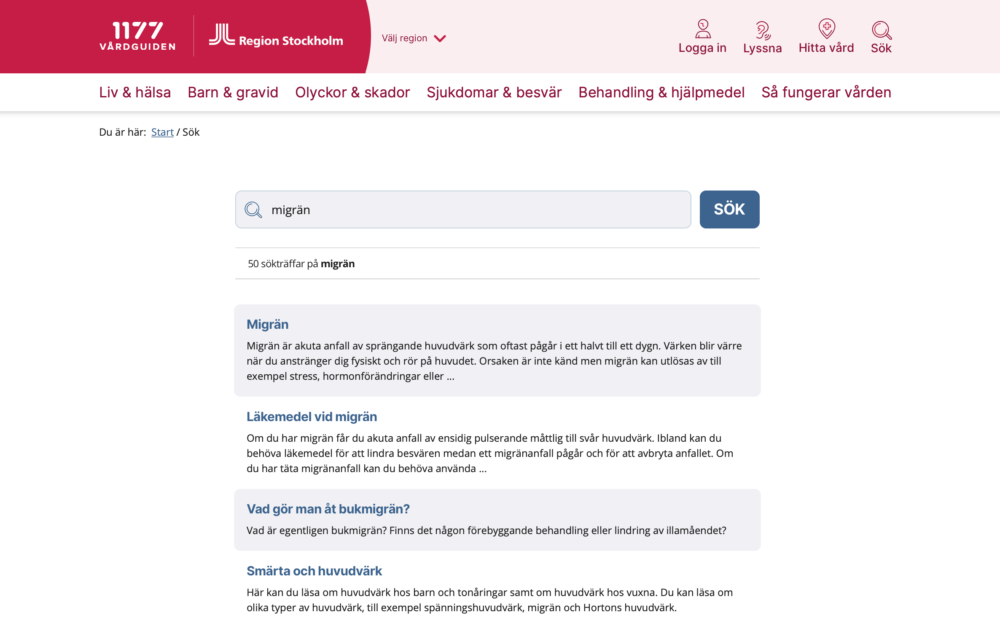 1177
VÅRDGUIDEN
Region Stockholm
Välj region
Logga in
Lyssna
Hitta vård
Sök
Liv & hälsa
Barn & gravid
Olyckor & skador
Sjukdomar & besvär
Behandling & hjälpmedel
Så fungerar vården
Du är här: Start / Sök
migrän
SÖK
50 sökträffar på migrän
Migrän
Migrän är akuta anfall av sprängande huvudvärk som oftast pågår i ett halvt till ett dygn. Värken blir värre
när du anstränger dig fysiskt och rör på huvudet. Orsaken är inte känd men migrän kan utlösas av till
exempel stress, hormonförändringar eller ...
Läkemedel vid migrän
Om du har migrän får du akuta anfall av ensidig pulserande måttlig till svår huvudvärk. Ibland kan du
behöva läkemedel för att lindra besvären medan ett migränanfall pågår och för att avbryta anfallet. Om
du har täta migränanfall kan du behöva använda ...
Vad gör man åt bukmigrän?
Vad är egentligen bukmigrän? Finns det någon förebyggande behandling eller lindring av illamåendet?
Smärta och huvudvärk
Här kan du läsa om huvudvärk hos barn och tonåringar samt om huvudvärk hos vuxna. Du kan läsa om
olika typer av huvudvärk, till exempel spänningshuvudvärk, migrän och Hortons huvudvärk.